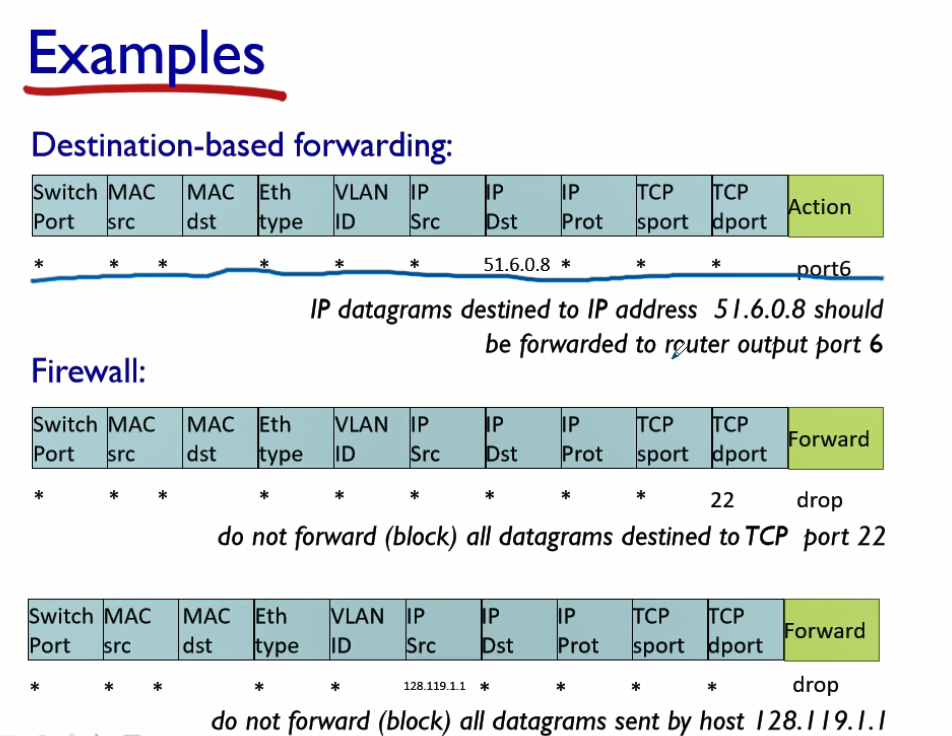 Examples
Destination-based forwarding:
Switch Port MAC src MAC dst Eth type VLAN ID IP Src IP Dst IP Prot TCP sport TCP dport Action
* * * * * * 51.6.0.8 * * * port6
IP datagrams destined to IP address 51.6.0.8 should
be forwarded to router output port 6
Firewall:
Switch Port MAC src MAC dst Eth type VLAN ID IP Src IP Dst IP Prot TCP sport TCP dport Forward
* * * * * * * * * 22 drop
do not forward (block) all datagrams destined to TCP port 22
Switch Port MAC src MAC dst Eth type VLAN ID IP Src IP Dst IP Prot TCP sport TCP dport Forward
* * * * * 128.119.1.1 * * * * drop
do not forward (block) all datagrams sent by host 128.119.1.1